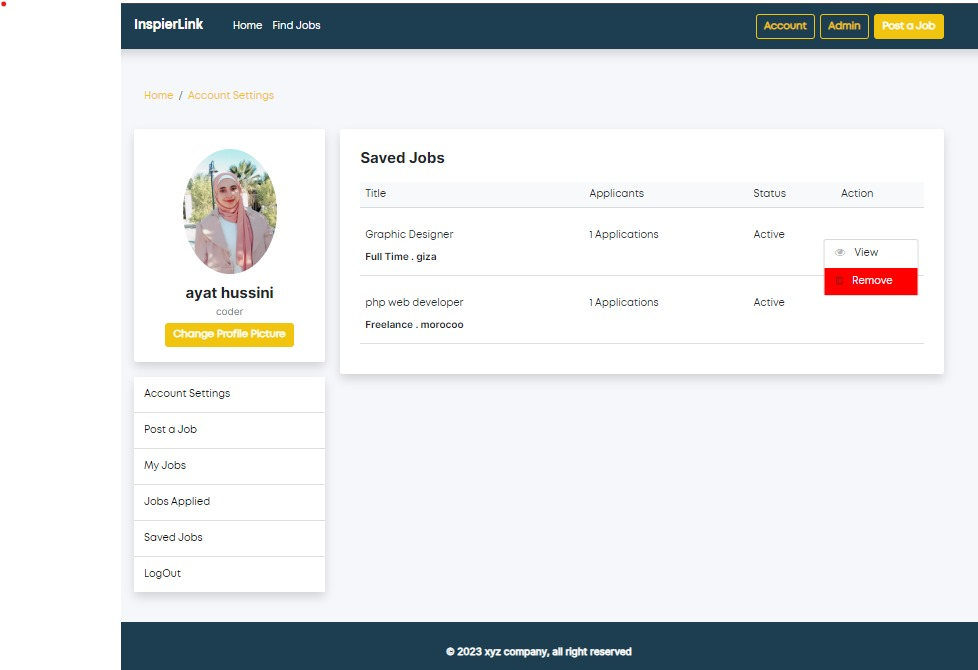 InspierLink Home Find Jobs Account Admin Post a Job
Home / Account Settings
ayat hussini
coder
Change Profile Picture
Account Settings
Post a Job
My Jobs
Jobs Applied
Saved Jobs
LogOut
Saved Jobs
Title Applicants Status Action
Graphic Designer 1 Applications Active
Full Time . giza
View
Remove
php web developer 1 Applications Active
Freelance . morocoo
© 2023 xyz company, all right reserved